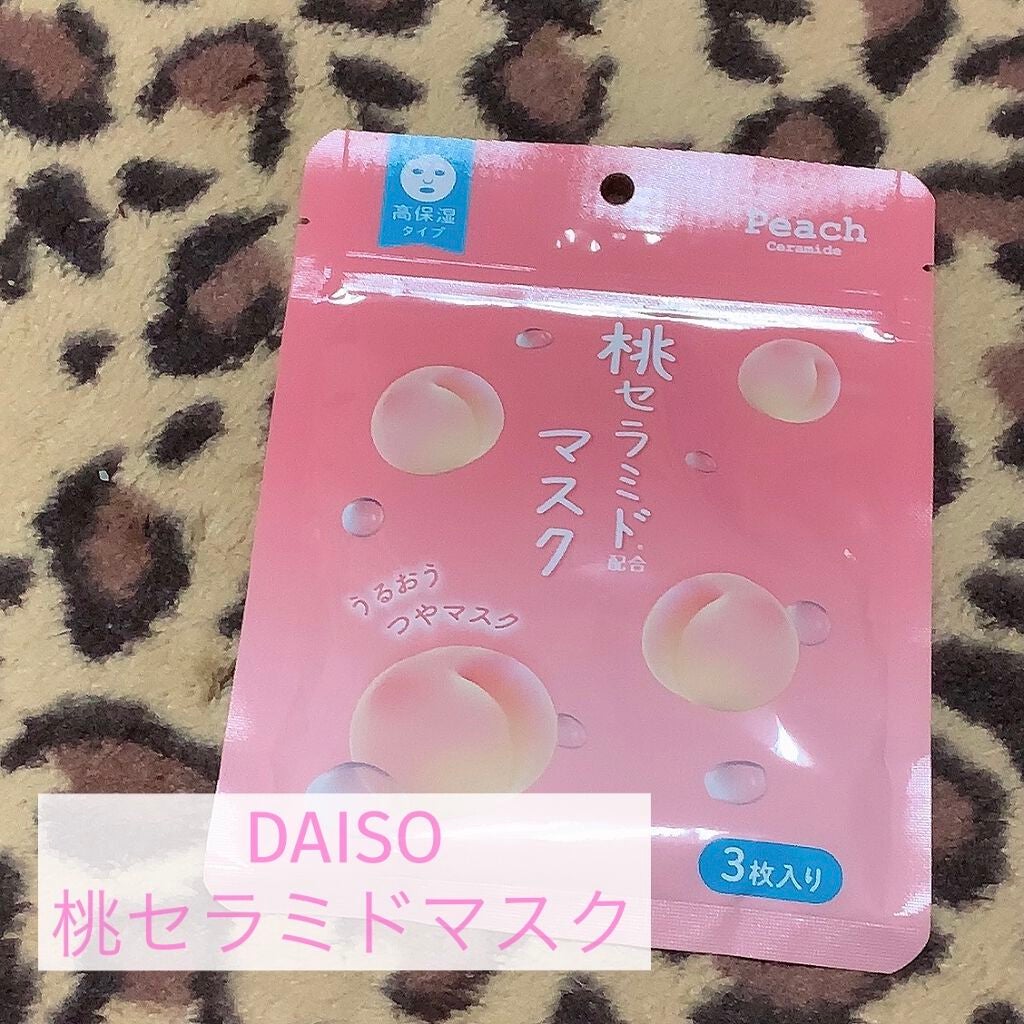 高保湿
タイプ
Peach
Ceramide
桃セラミド
配合
マスク
うるおう
つやマスク
3枚入り
DAISO
桃セラミドマスク